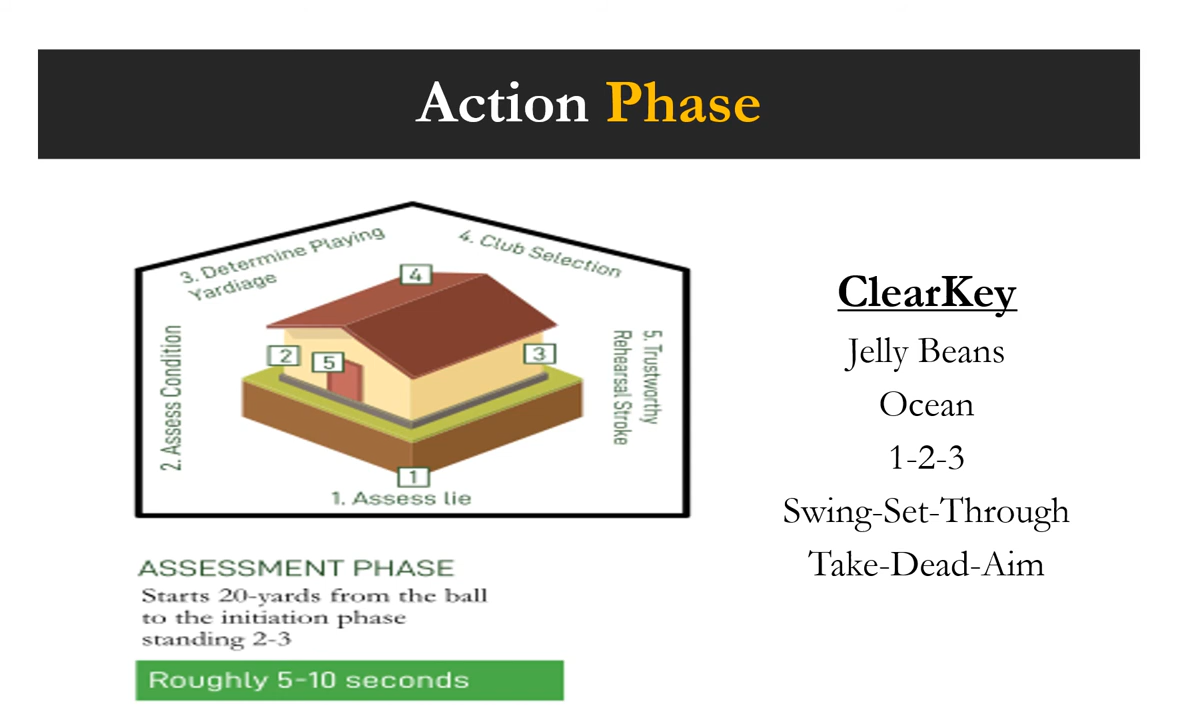 Action Phase
3. Determine Playing
Yardiage
4. Club Selection
2. Assess Condition
5. Trustworthy
Rehearsal Stroke
4
2
5
3
1
1. Assess lie
ASSESSMENT PHASE
Starts 20-yards from the ball
to the initiation phase
standing 2-3
Roughly 5-10 seconds
ClearKey
Jelly Beans
Ocean
1-2-3
Swing-Set-Through
Take-Dead-Aim